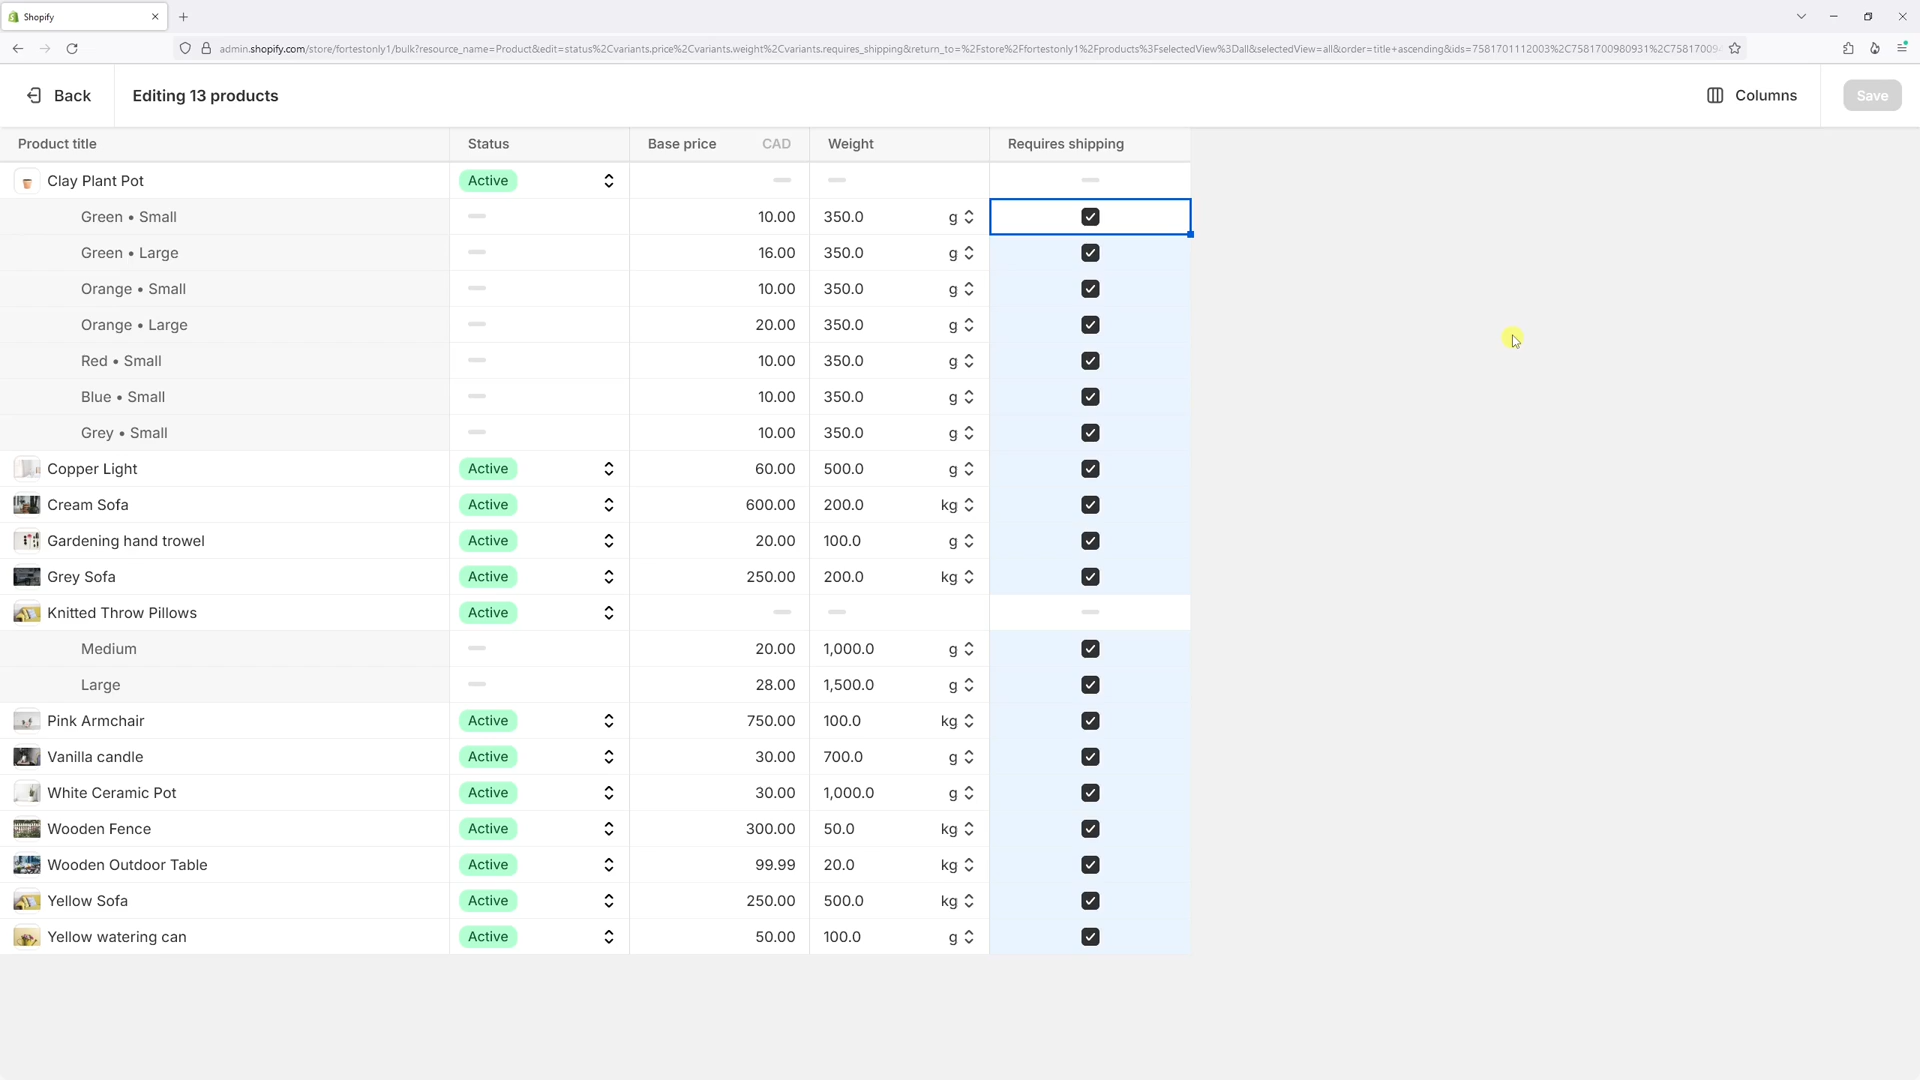 Shopify
admin.shopify.com/store/fortestonly1/bulk?resource_name=Product&edit=status%2Cvariants.price%2Cvariants.weight%2Cvariants.requires_shipping&return_to=%2Fstore%2Ffortestonly1%2Fproducts%3FselectedView%3Dall&selectedView=all&order=title+ascending&ids=7581701112003%2C7581700980931%2C75817009
Back Editing 13 products Columns Save
Product title Status Base price CAD Weight Requires shipping
Clay Plant Pot Active
Green • Small 10.00 350.0 g
Green • Large 16.00 350.0 g
Orange • Small 10.00 350.0 g
Orange • Large 20.00 350.0 g
Red • Small 10.00 350.0 g
Blue • Small 10.00 350.0 g
Grey • Small 10.00 350.0 g
Copper Light Active 60.00 500.0 g
Cream Sofa Active 600.00 200.0 kg
Gardening hand trowel Active 20.00 100.0 g
Grey Sofa Active 250.00 200.0 kg
Knitted Throw Pillows Active
Medium 20.00 1,000.0 g
Large 28.00 1,500.0 g
Pink Armchair Active 750.00 100.0 kg
Vanilla candle Active 30.00 700.0 g
White Ceramic Pot Active 30.00 1,000.0 g
Wooden Fence Active 300.00 50.0 kg
Wooden Outdoor Table Active 99.99 20.0 kg
Yellow Sofa Active 250.00 500.0 kg
Yellow watering can Active 50.00 100.0 g